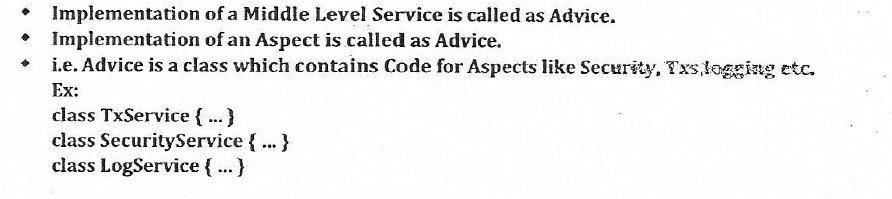 • Implementation of a Middle Level Service is called as Advice.
• Implementation of an Aspect is called as Advice.
• i.e. Advice is a class which contains Code for Aspects like Security, Txs,logging etc.
Ex:
class TxService { ... }
class SecurityService { ... }
class LogService { ... }